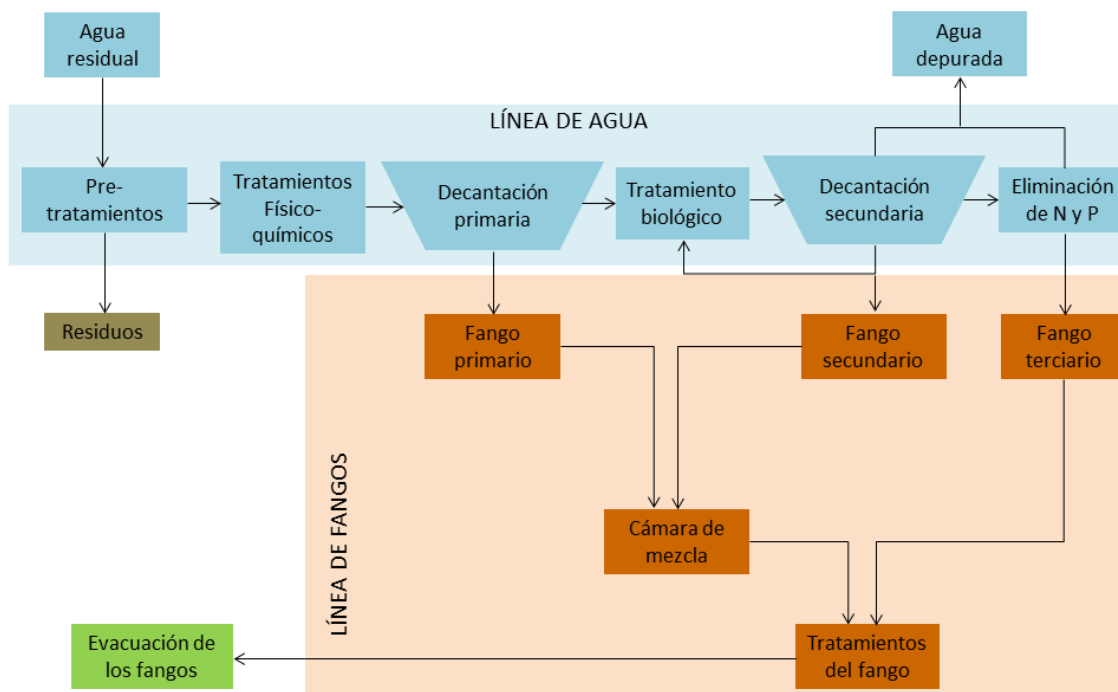 Agua
residual
Agua
depurada
LÍNEA DE AGUA
Pre-
tratamientos
Tratamientos
Físico-
químicos
Decantación
primaria
Tratamiento
biológico
Decantación
secundaria
Eliminación
de N y P
Residuos
Fango
primario
Fango
secundario
Fango
terciario
LÍNEA DE FANGOS
Cámara de
mezcla
Evacuación de
los fangos
Tratamientos
del fango